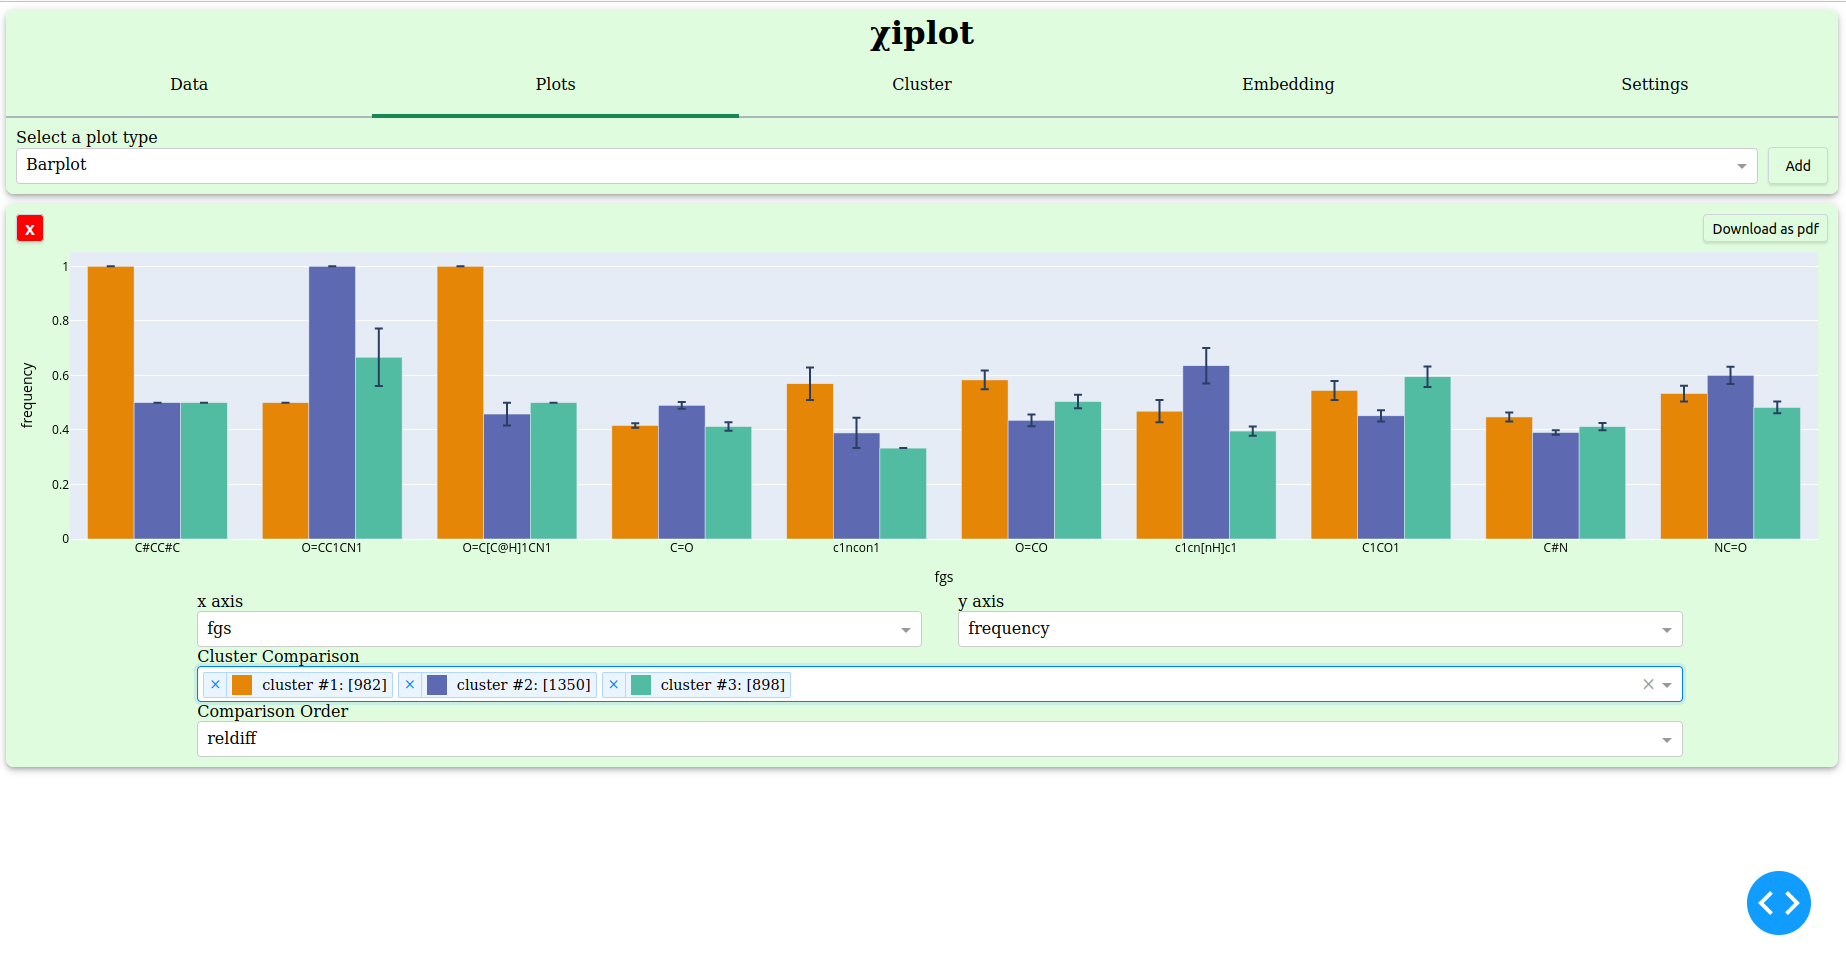 χiplot
Data Plots Cluster Embedding Settings
Select a plot type
Barplot
Add
x
Download as pdf
1
0.8
0.6
0.4
0.2
0
frequency
C#CC#C O=CC1CN1 O=C[C@H]1CN1 C=O c1ncon1 O=CO c1cn[nH]c1 C1CO1 C#N NC=O
fgs
x axis y axis
fgs frequency
Cluster Comparison
× cluster #1: [982] × cluster #2: [1350] × cluster #3: [898] ×
Comparison Order
reldiff